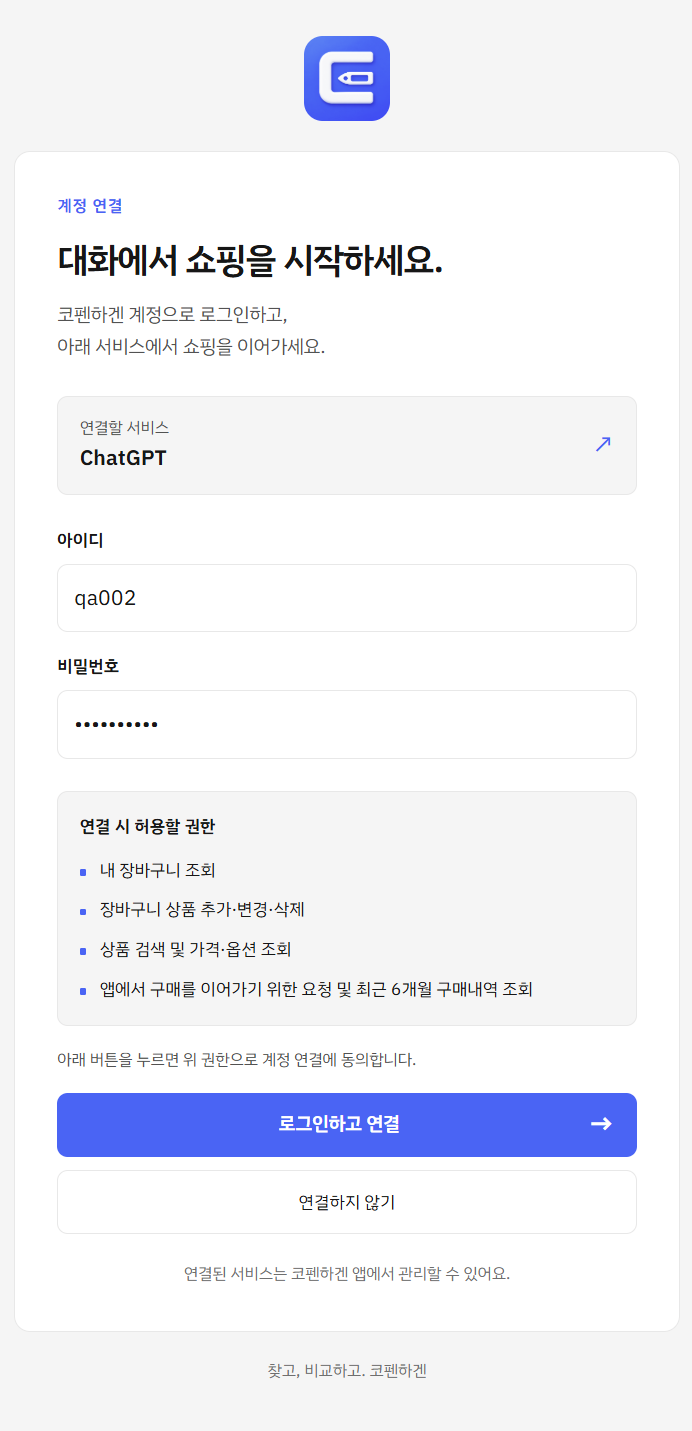 계정 연결
대화에서 쇼핑을 시작하세요.
코펜하겐 계정으로 로그인하고,
아래 서비스에서 쇼핑을 이어가세요.
연결할 서비스
ChatGPT
아이디
qa002
비밀번호
••••••••••
연결 시 허용할 권한
내 장바구니 조회
장바구니 상품 추가·변경·삭제
상품 검색 및 가격·옵션 조회
앱에서 구매를 이어가기 위한 요청 및 최근 6개월 구매내역 조회
아래 버튼을 누르면 위 권한으로 계정 연결에 동의합니다.
로그인하고 연결 →
연결하지 않기
연결된 서비스는 코펜하겐 앱에서 관리할 수 있어요.
찾고, 비교하고. 코펜하겐